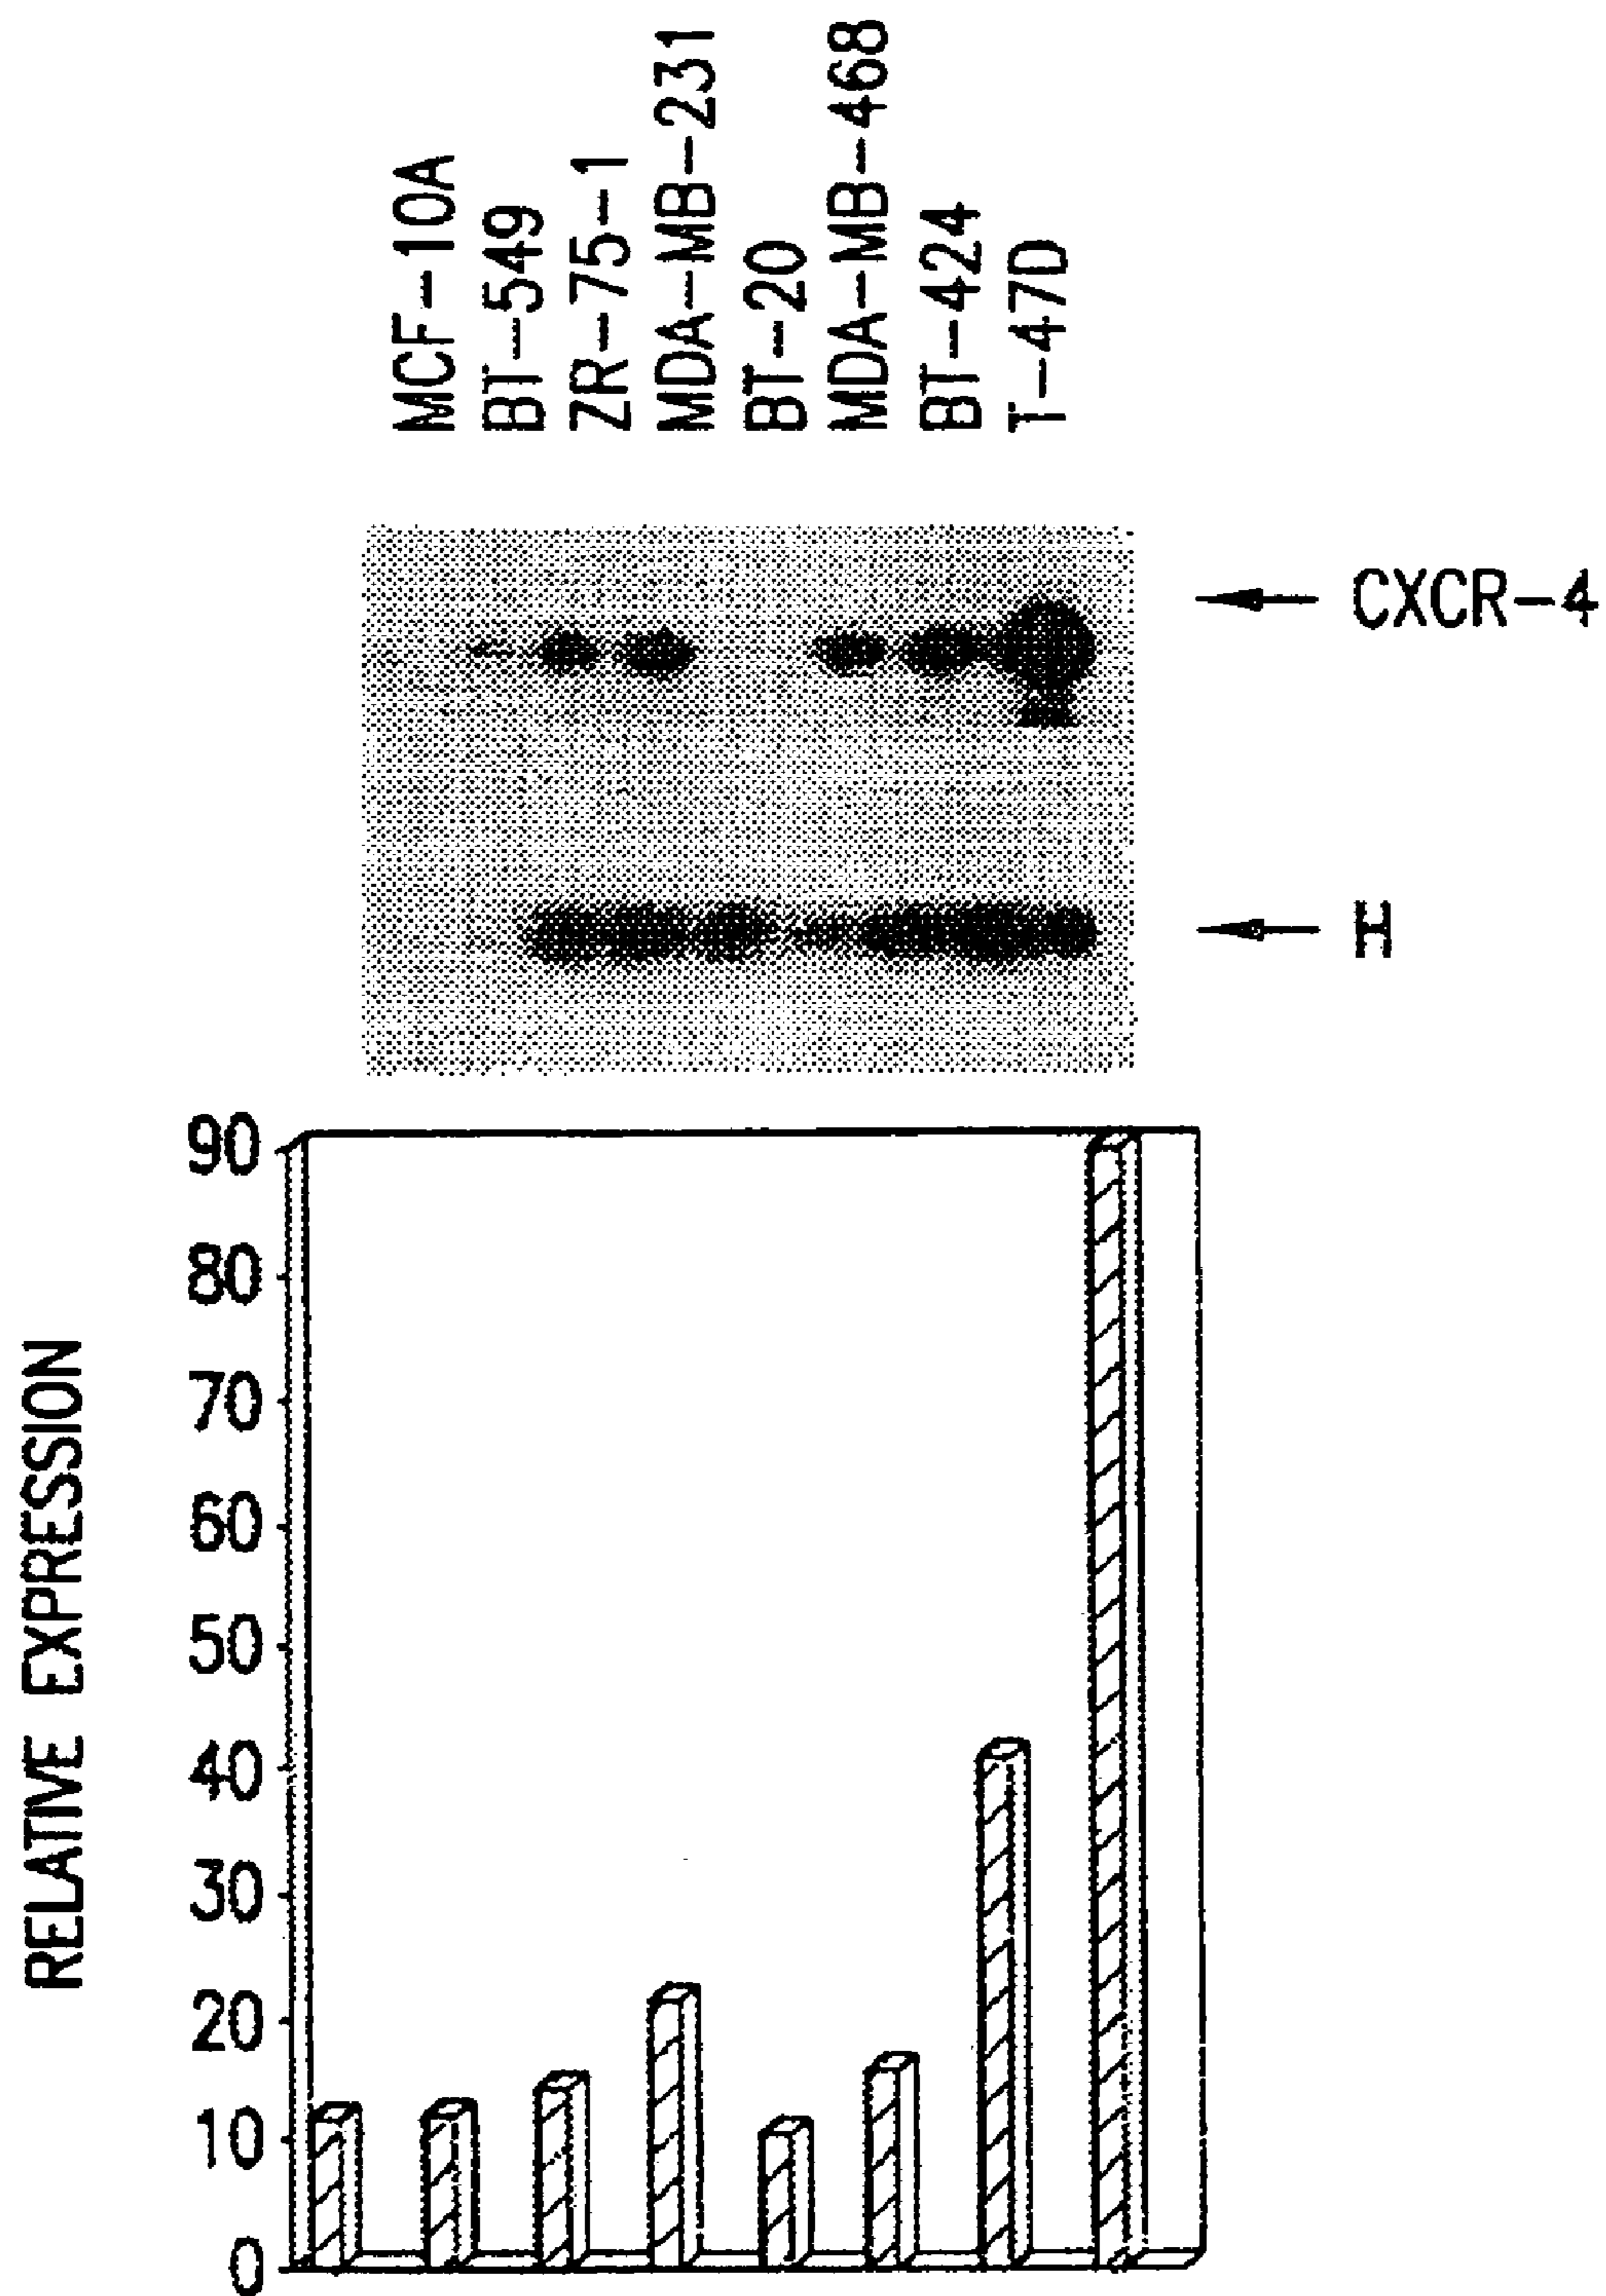 MCF-10A
BT-549
ZR-75-1
MDA-MB-231
BT-20
MDA-MB-468
BT-424
T-47D
CXCR-4
H
RELATIVE EXPRESSION
90
80
70
60
50
40
30
20
10
0